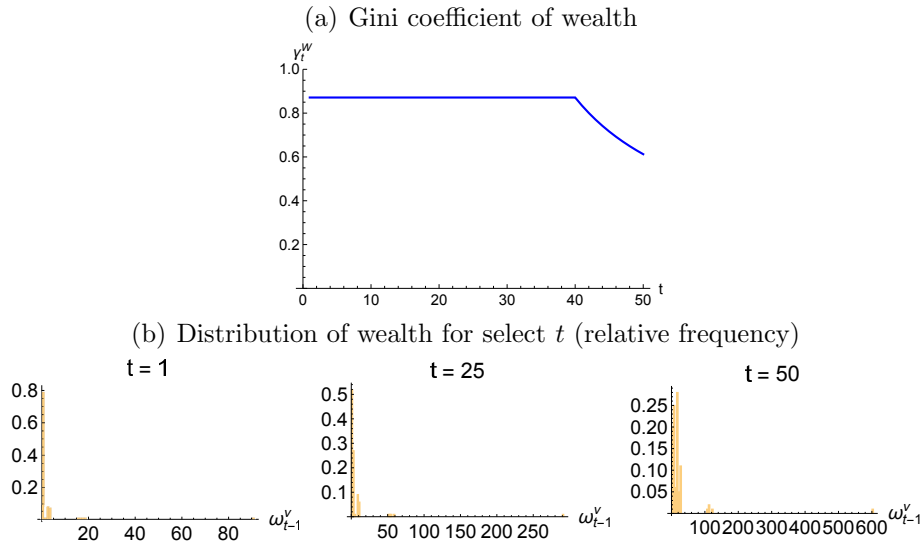 (a) Gini coefficient of wealth
γ_t^W
1.0
0.8
0.6
0.4
0.2
0 10 20 30 40 50 t
(b) Distribution of wealth for select t (relative frequency)
t = 1 t = 25 t = 50
0.8
0.6
0.4
0.2
20 40 60 80 ω_{t-1}^v
0.5
0.4
0.3
0.2
0.1
50 100 150 200 250 ω_{t-1}^v
0.25
0.20
0.15
0.10
0.05
100 200 300 400 500 600 ω_{t-1}^v